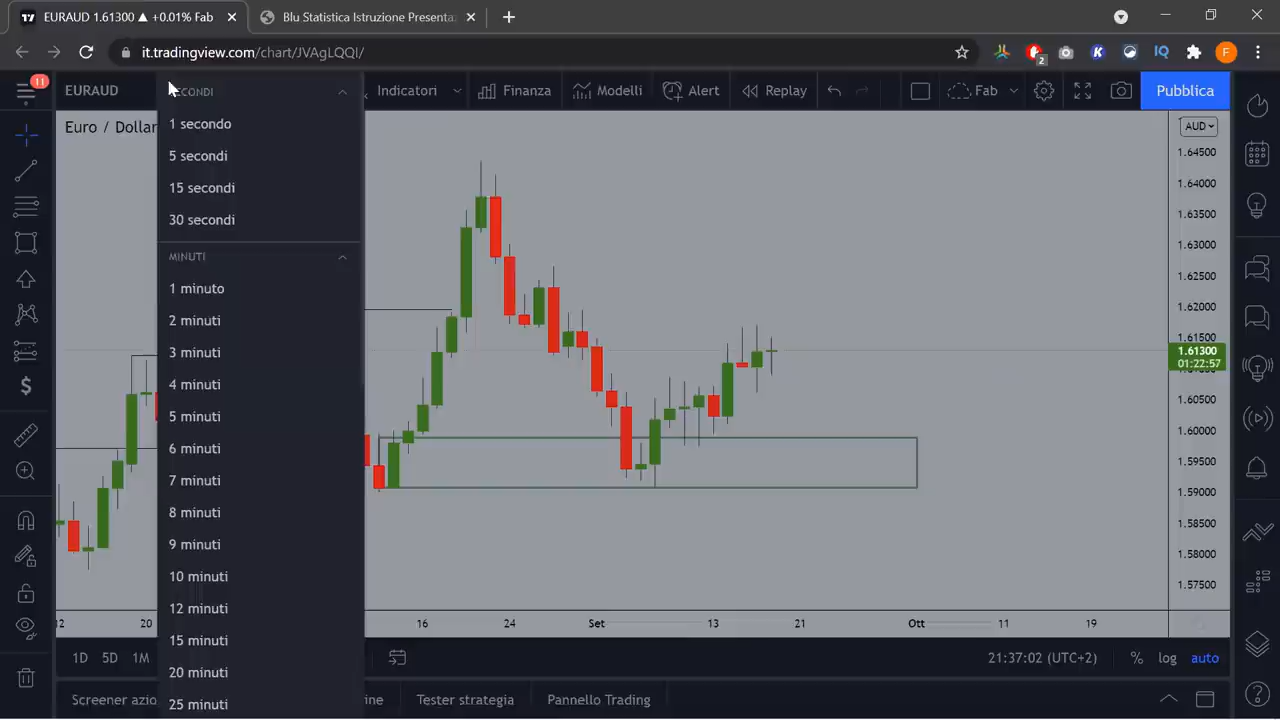 EURAUD 1.61300 ▲ +0.01% Fab
Blu Statistica Istruzione Presenta
it.tradingview.com/chart/JVAgLQQI/
2
K
IQ
F
11
EURAUD
Indicatori
Finanza
Modelli
Alert
Replay
Fab
Pubblica
Euro / Dollar
AUD
1 secondo
5 secondi
15 secondi
30 secondi
MINUTI
1 minuto
2 minuti
3 minuti
4 minuti
5 minuti
6 minuti
7 minuti
8 minuti
9 minuti
10 minuti
12 minuti
15 minuti
20 minuti
25 minuti
1.64500
1.64000
1.63500
1.63000
1.62500
1.62000
1.61500
1.61300
01:22:57
1.60500
1.60000
1.59500
1.59000
1.58500
1.58000
1.57500
12
20
16
24
Set
13
21
Ott
11
19
1D
5D
1M
21:37:02 (UTC+2)
%
log
auto
Screener azio
ine
Tester strategia
Pannello Trading